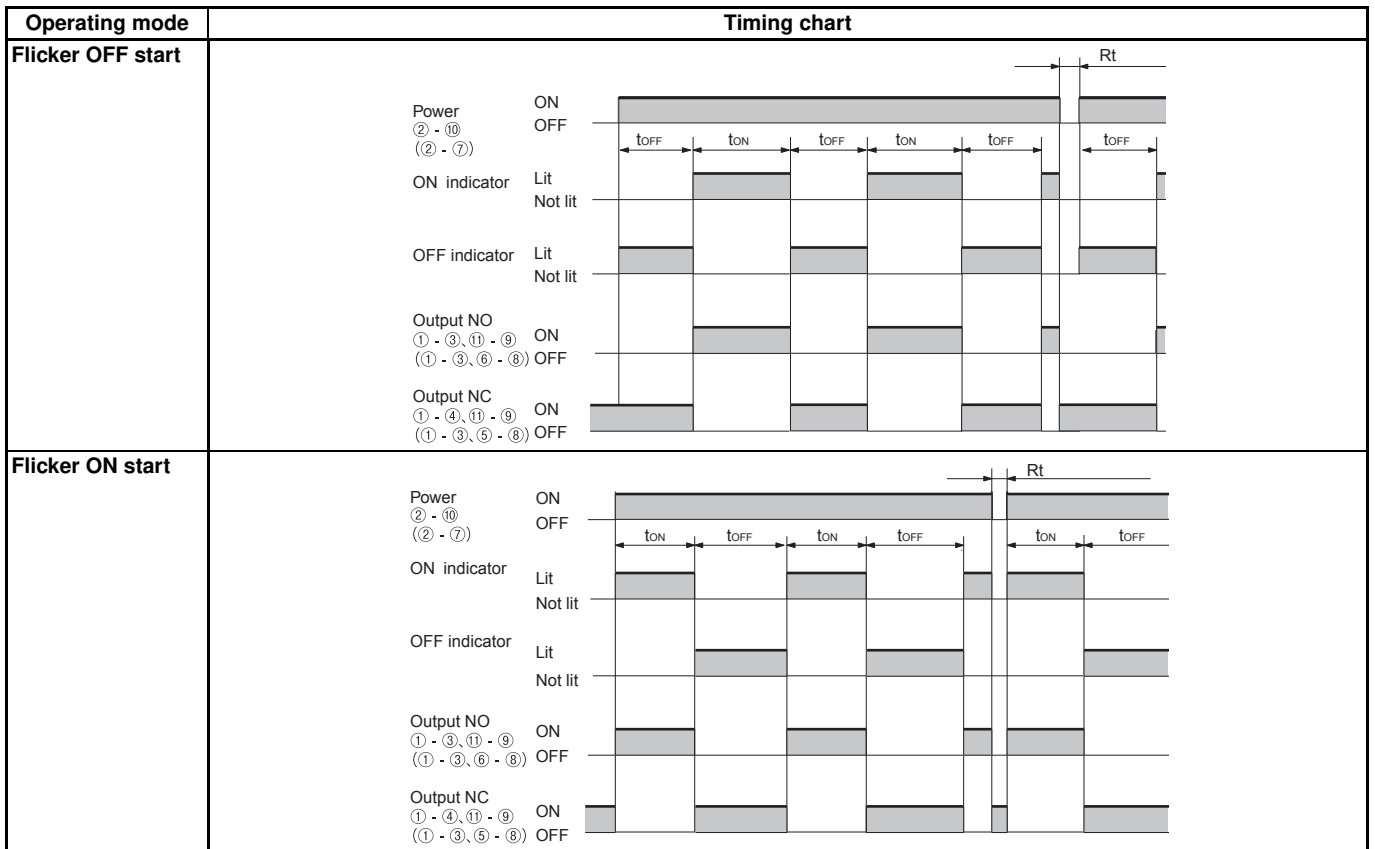 Operating mode Timing chart
Flicker OFF start
Rt
Power
② - ⑩
(② - ⑦)
ON
OFF
tOFF tON tOFF tON tOFF tOFF
ON indicator Lit
Not lit
OFF indicator Lit
Not lit
Output NO
① - ③、⑪ - ⑨ ON
(① - ③、⑥ - ⑧) OFF
Output NC
① - ④、⑪ - ⑨ ON
(① - ③、⑤ - ⑧) OFF
Flicker ON start
Rt
Power ON
② - ⑩
OFF
(② - ⑦)
tON tOFF tON tOFF tON tOFF
ON indicator
Lit
Not lit
OFF indicator
Lit
Not lit
Output NO
① - ③、⑪ - ⑨ ON
(① - ③、⑥ - ⑧) OFF
Output NC
① - ④、⑪ - ⑨ ON
(① - ③、⑤ - ⑧) OFF